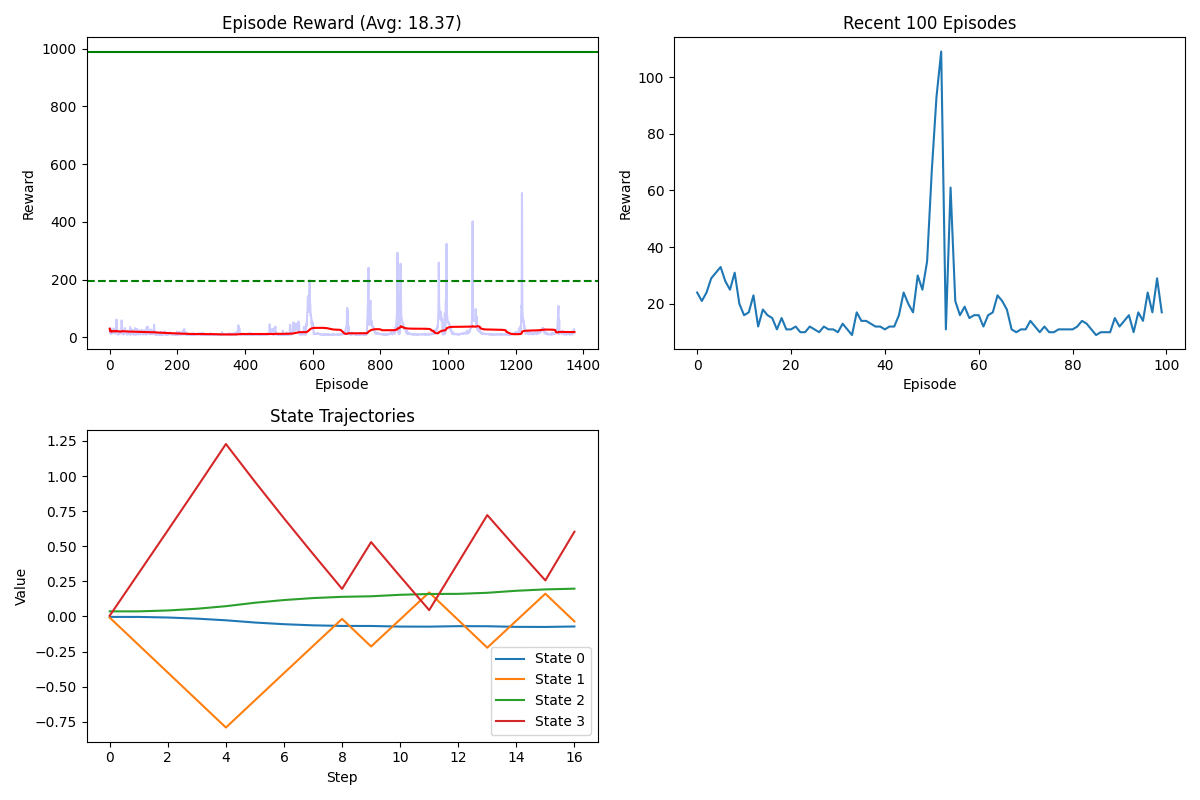 Episode Reward (Avg: 18.37)
Reward
1000
800
600
400
200
0
0 200 400 600 800 1000 1200 1400
Episode
Recent 100 Episodes
Reward
100
80
60
40
20
0 20 40 60 80 100
Episode
State Trajectories
Value
1.25
1.00
0.75
0.50
0.25
0.00
−0.25
−0.50
−0.75
State 0
State 1
State 2
State 3
0 2 4 6 8 10 12 14 16
Step